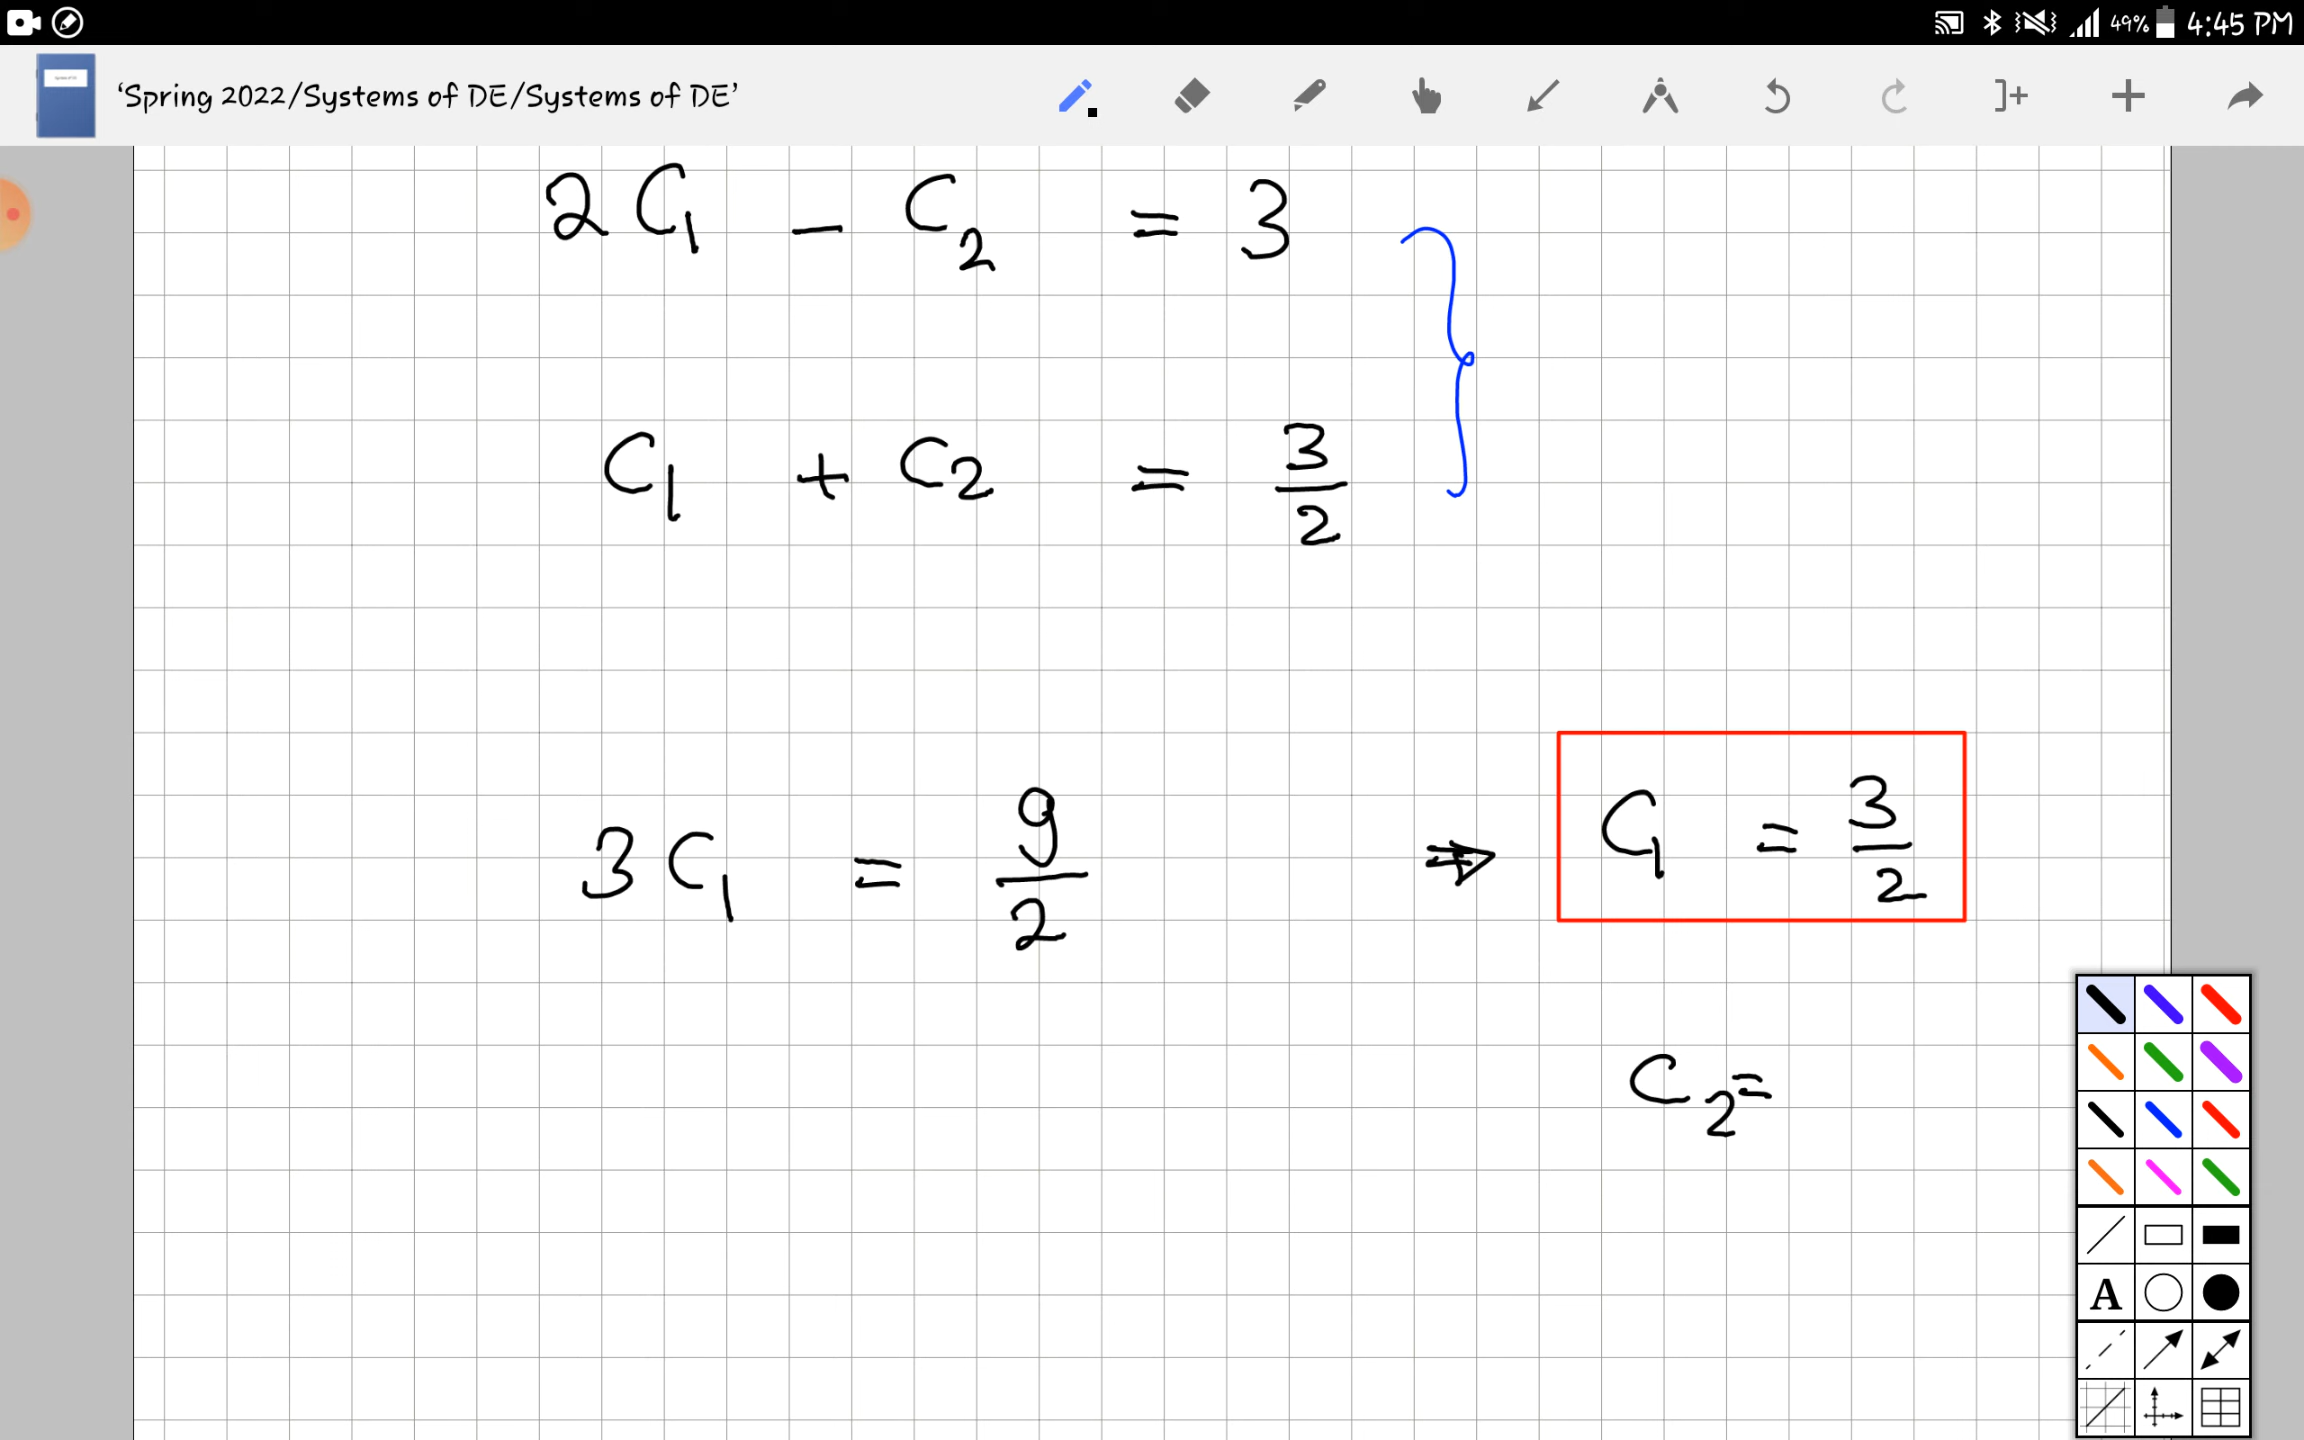 49% 4:45 PM
‘Spring 2022/Systems of DE/Systems of DE’
2C₁ - C₂ = 3
C₁ + C₂ = 3/2
3C₁ = 9/2 ⇒ C₁ = 3/2
C₂ =
A